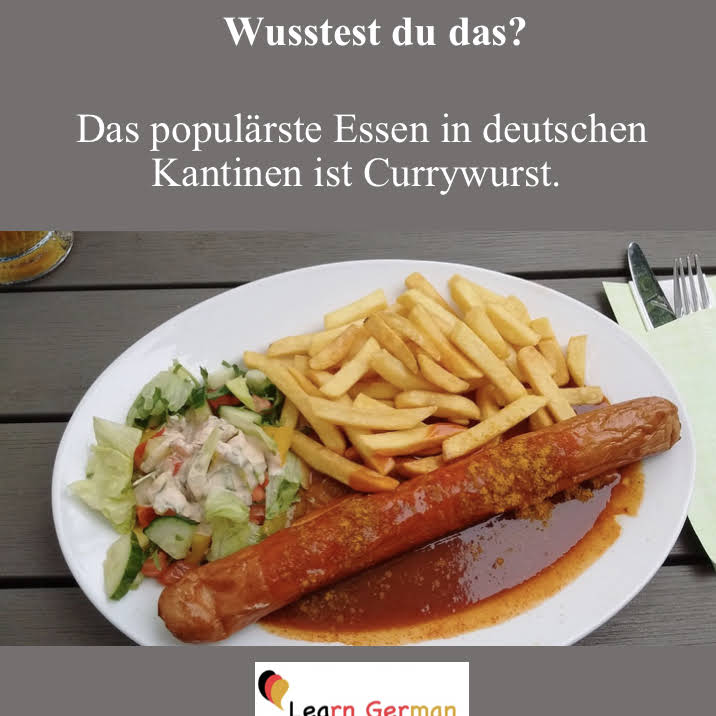 Wusstest du das?
Das populärste Essen in deutschen
Kantinen ist Currywurst.
Learn German